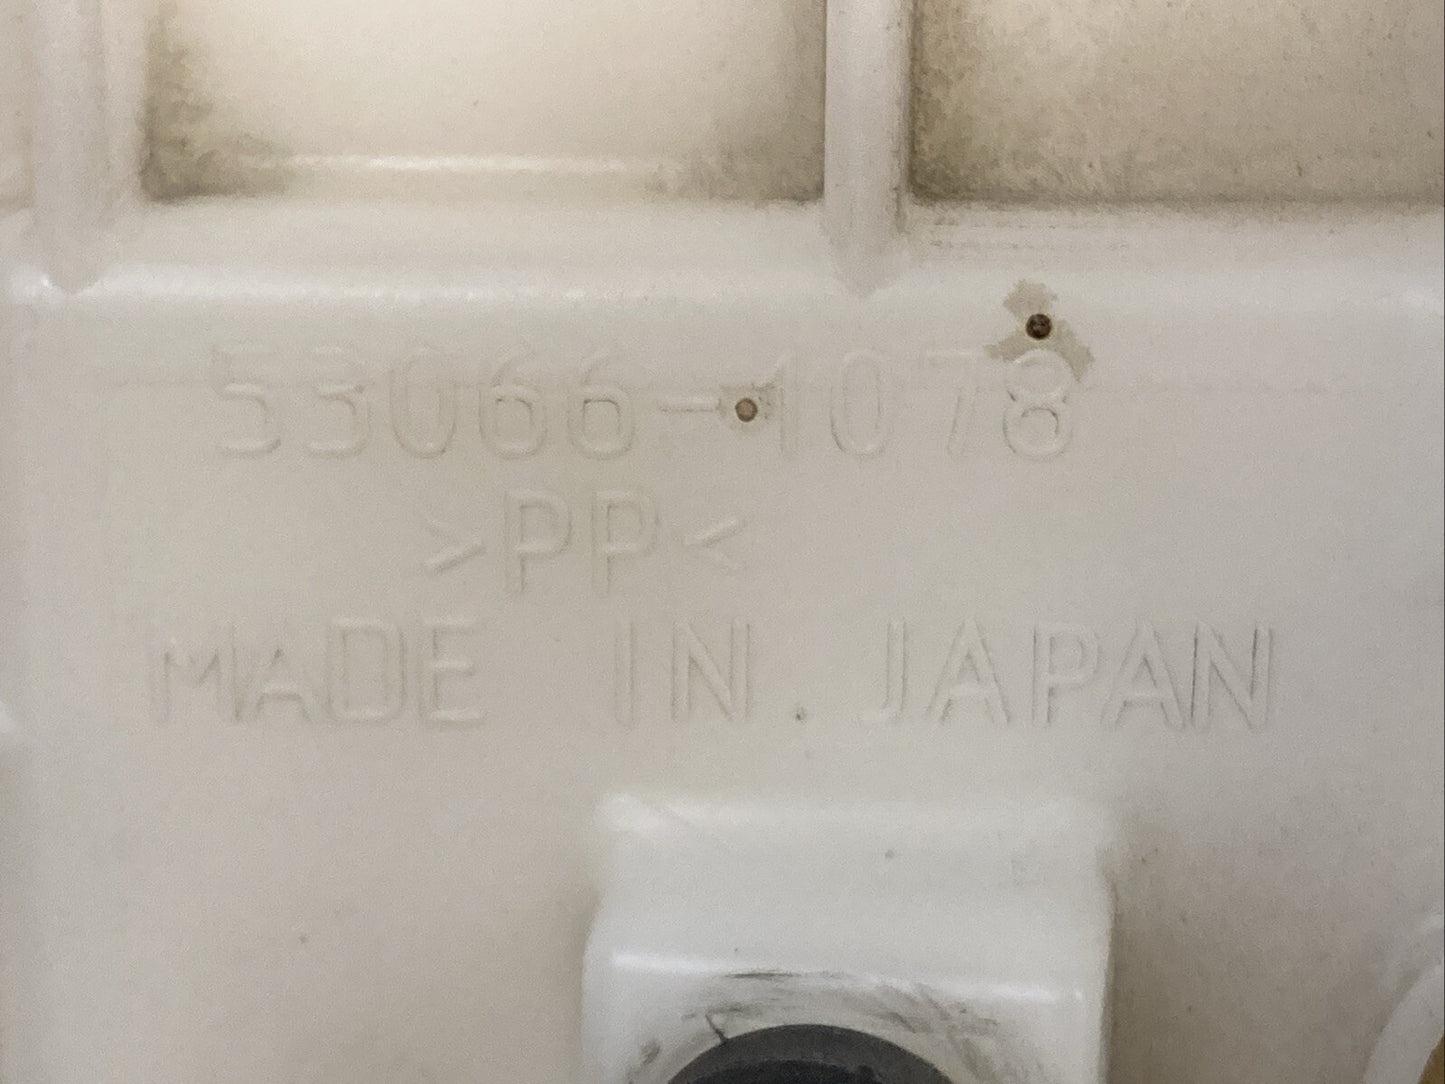 53066-1078
>PP<
MADE IN. JAPAN